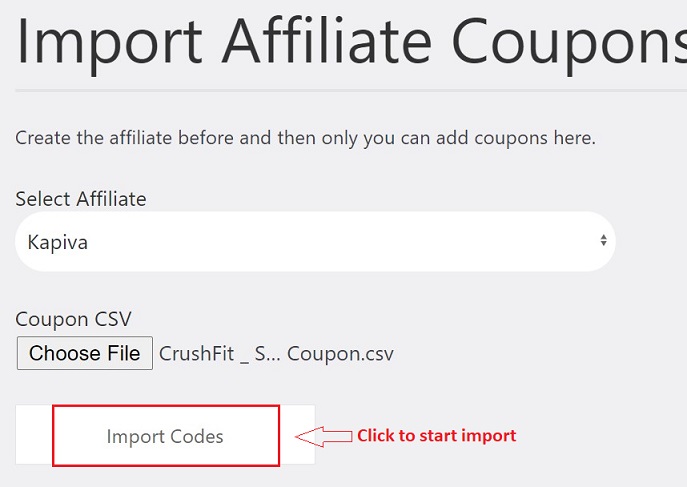 Import Affiliate Coupons
Create the affiliate before and then only you can add coupons here.
Select Affiliate
Kapiva
Coupon CSV
Choose File CrushFit _ S... Coupon.csv
Import Codes Click to start import